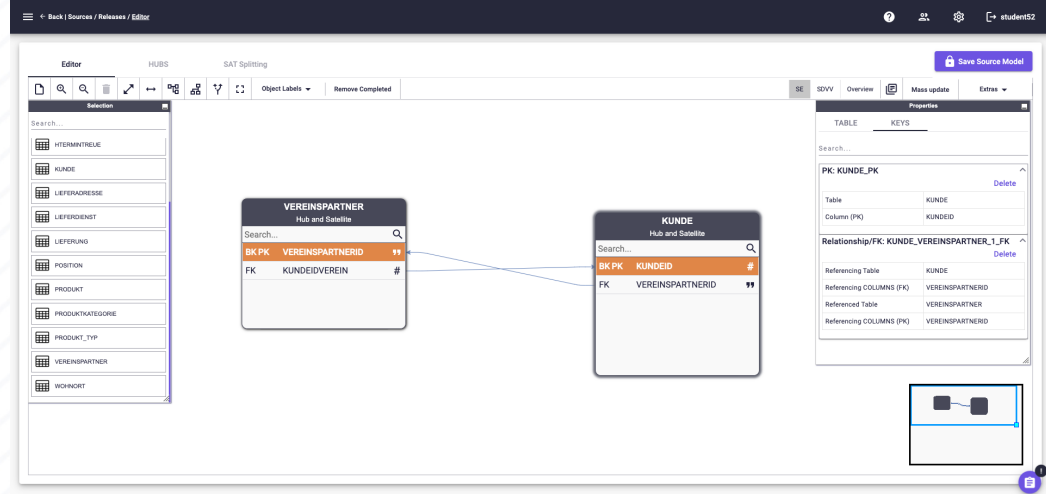 ← Back | Sources / Releases / Editor
student52
Editor
HUBS
SAT Splitting
Save Source Model
Object Labels
Remove Completed
SE
SDVV
Overview
Mass update
Extras
Selection
Search...
HTERMINTREUE
KUNDE
LIEFERADRESSE
LIEFERDIENST
LIEFERUNG
POSITION
PRODUKT
PRODUKTKATEGORIE
PRODUKT_TYP
VEREINSPARTNER
WOHNORT
VEREINSPARTNER
Hub and Satellite
Search...
BK PK VEREINSPARTNERID
FK KUNDEIDVEREIN #
KUNDE
Hub and Satellite
Search...
BK PK KUNDEID #
FK VEREINSPARTNERID
Properties
TABLE KEYS
Search...
PK: KUNDE_PK
Delete
Table KUNDE
Column (PK) KUNDEID
Relationship/FK: KUNDE_VEREINSPARTNER_1_FK
Delete
Referencing Table KUNDE
Referencing COLUMNS (FK) VEREINSPARTNERID
Referenced Table VEREINSPARTNER
Referencing COLUMNS (PK) VEREINSPARTNERID